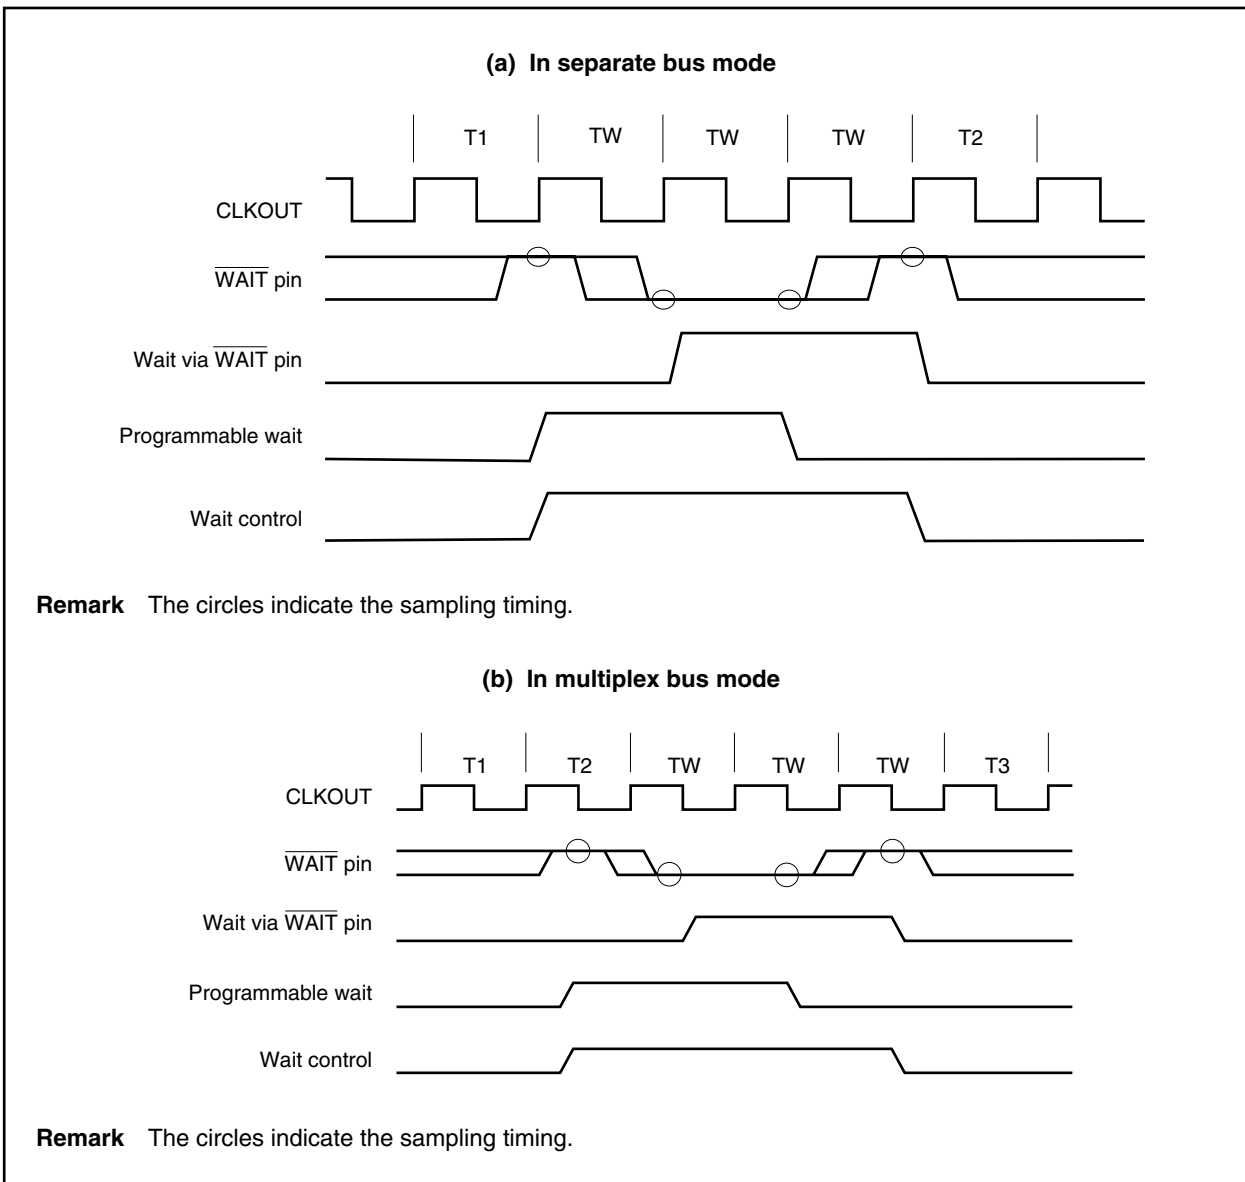 (a) In separate bus mode
T1 TW TW TW T2
CLKOUT
WAIT pin
Wait via WAIT pin
Programmable wait
Wait control
Remark The circles indicate the sampling timing.
(b) In multiplex bus mode
T1 T2 TW TW TW T3
CLKOUT
WAIT pin
Wait via WAIT pin
Programmable wait
Wait control
Remark The circles indicate the sampling timing.